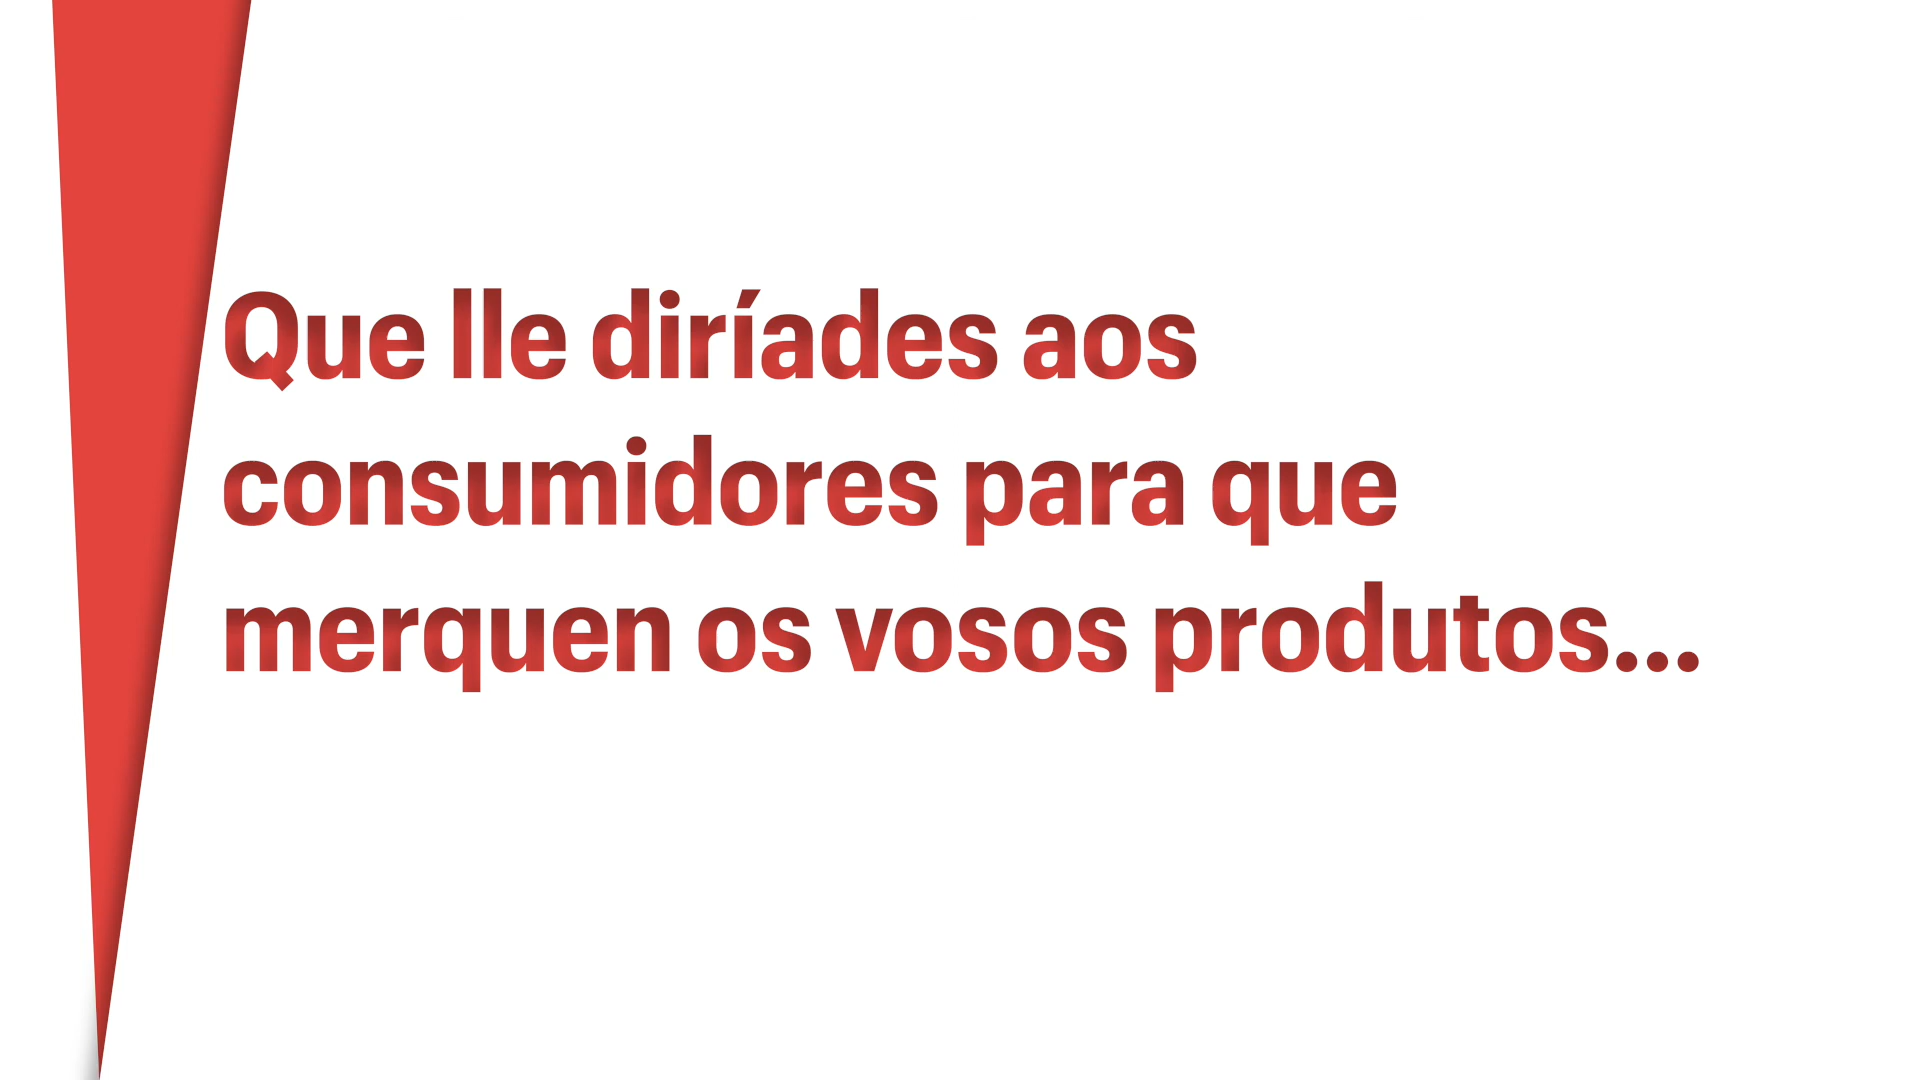 Que lle diríades aos
consumidores para que
merquen os vosos produtos...